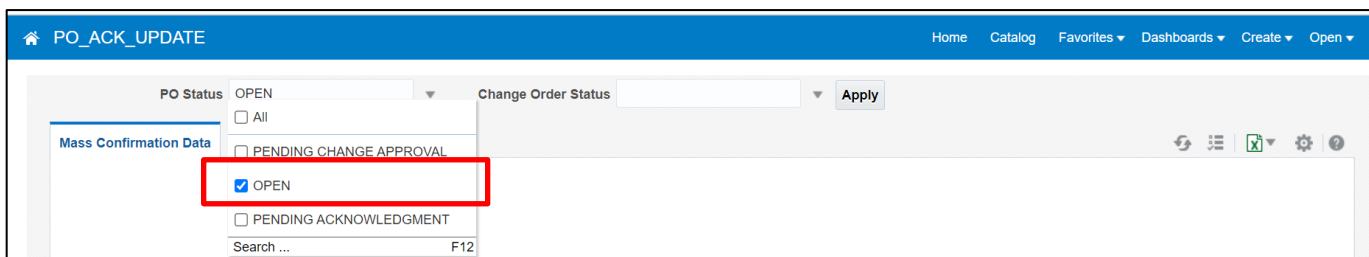 PO_ACK_UPDATE Home Catalog Favorites Dashboards Create Open
PO Status OPEN Change Order Status Apply
All
Mass Confirmation Data
PENDING CHANGE APPROVAL
OPEN
PENDING ACKNOWLEDGMENT
Search ... F12